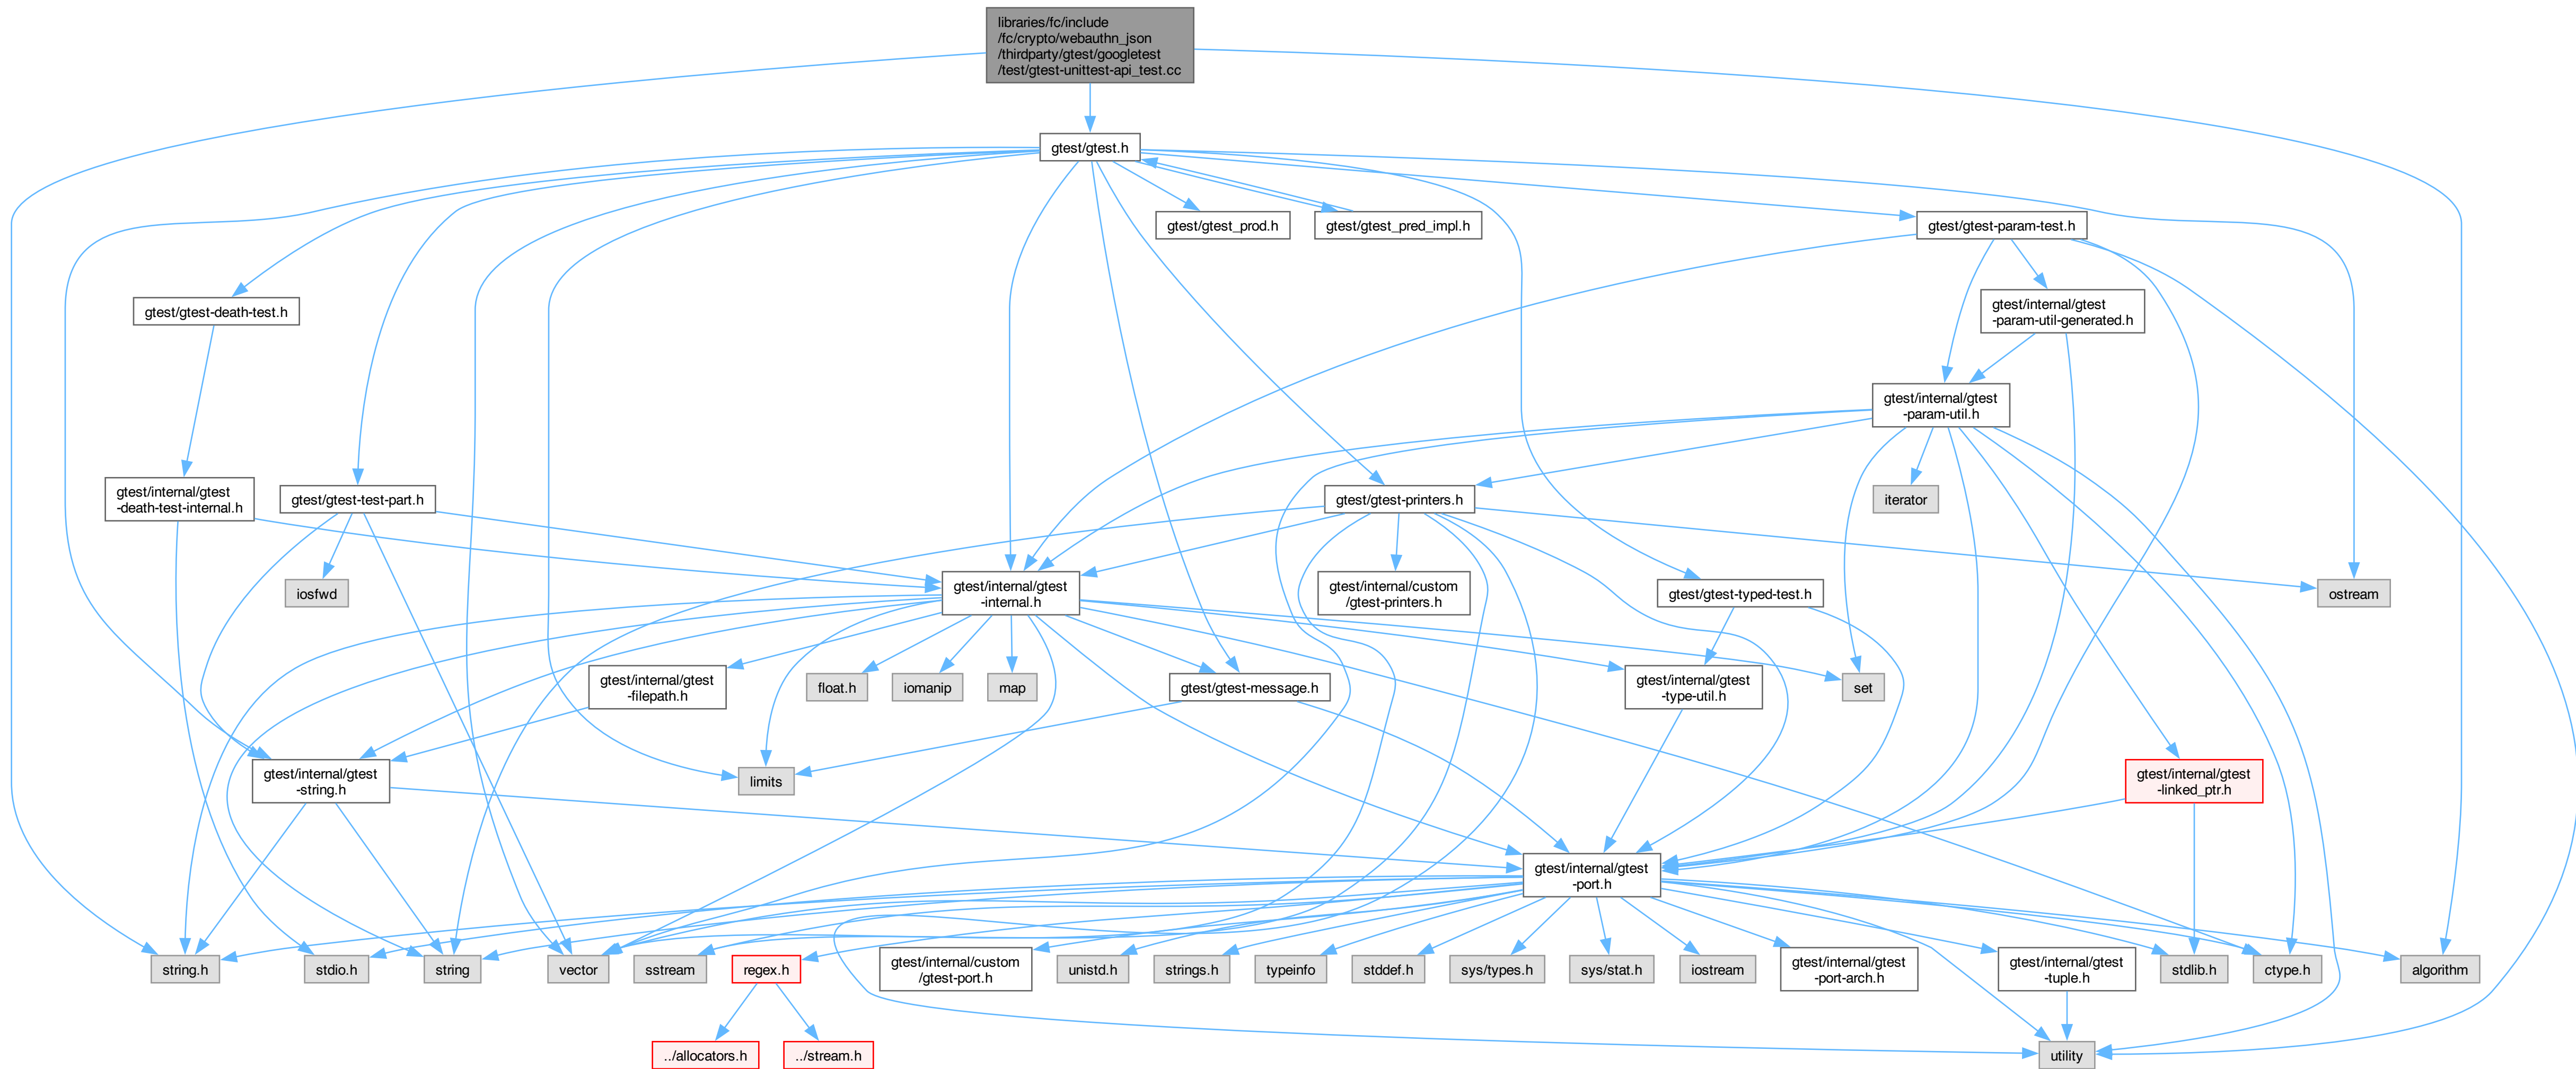 libraries/fc/include
/fc/crypto/webauthn_json
/thirdparty/gtest/googletest
/test/gtest-unittest-api_test.cc
gtest/gtest.h
gtest/gtest_prod.h
gtest/gtest_pred_impl.h
gtest/gtest-param-test.h
gtest/gtest-death-test.h
gtest/internal/gtest
-param-util-generated.h
gtest/internal/gtest
-param-util.h
gtest/internal/gtest
-death-test-internal.h
gtest/gtest-test-part.h
gtest/gtest-printers.h
iterator
iosfwd
gtest/internal/gtest
-internal.h
gtest/internal/custom
/gtest-printers.h
gtest/gtest-typed-test.h
ostream
gtest/internal/gtest
-filepath.h
float.h
iomanip
map
gtest/gtest-message.h
gtest/internal/gtest
-type-util.h
set
gtest/internal/gtest
-string.h
limits
gtest/internal/gtest
-linked_ptr.h
gtest/internal/gtest
-port.h
string.h
stdio.h
string
vector
sstream
regex.h
gtest/internal/custom
/gtest-port.h
unistd.h
strings.h
typeinfo
stddef.h
sys/types.h
sys/stat.h
iostream
gtest/internal/gtest
-port-arch.h
gtest/internal/gtest
-tuple.h
stdlib.h
ctype.h
algorithm
../allocators.h
../stream.h
utility